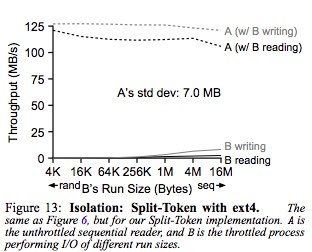 125
100
75
50
25
0
Throughput (MB/s)
A (w/ B writing)
A (w/ B reading)
A's std dev: 7.0 MB
B writing
B reading
4K 16K 64K 256K 1M 4M 16M
←rand B's Run Size (Bytes) seq→
Figure 13: Isolation: Split-Token with ext4. The
same as Figure 6, but for our Split-Token implementation. A is
the unthrottled sequential reader, and B is the throttled process
performing I/O of different run sizes.